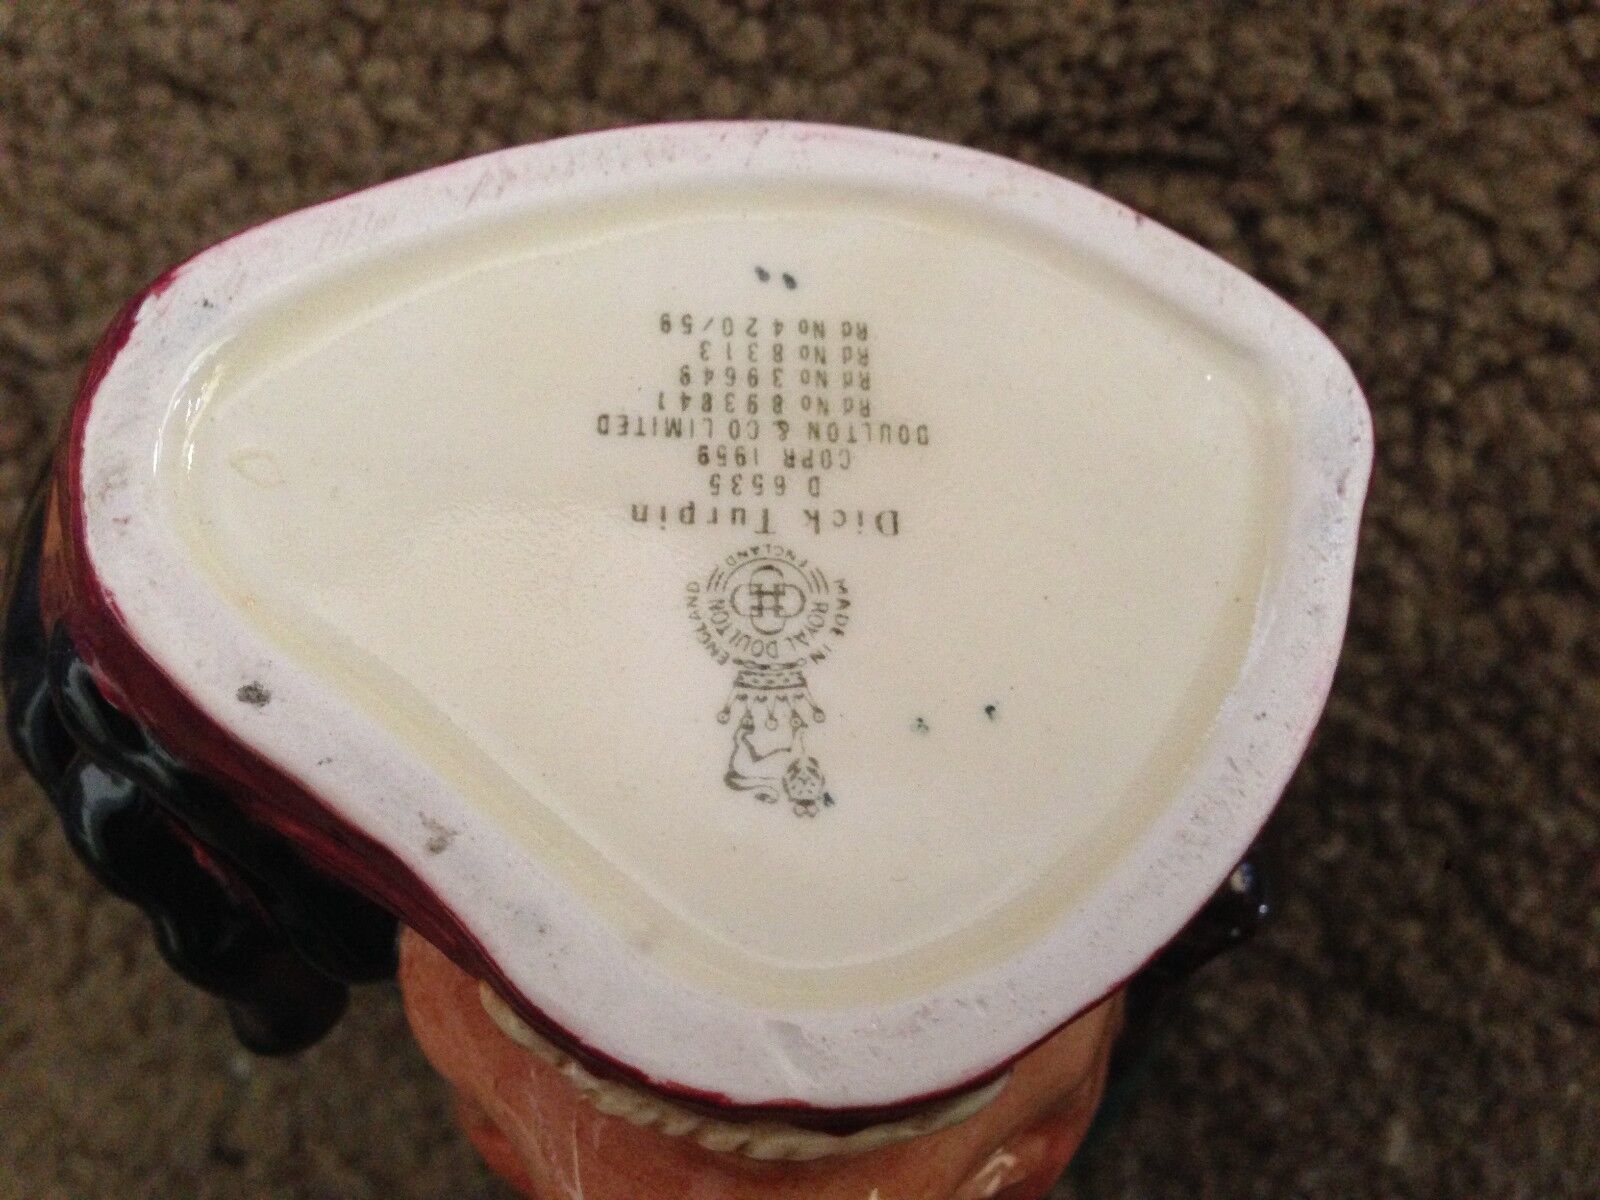 MADE IN ENGLAND
ROYAL DOULTON
ENGLAND
Dick Turpin
D 6535
COPR 1959
DOULTON & CO LIMITED
Rd No 893841
Rd No 39649
Rd No 8313
Rd No 420/59